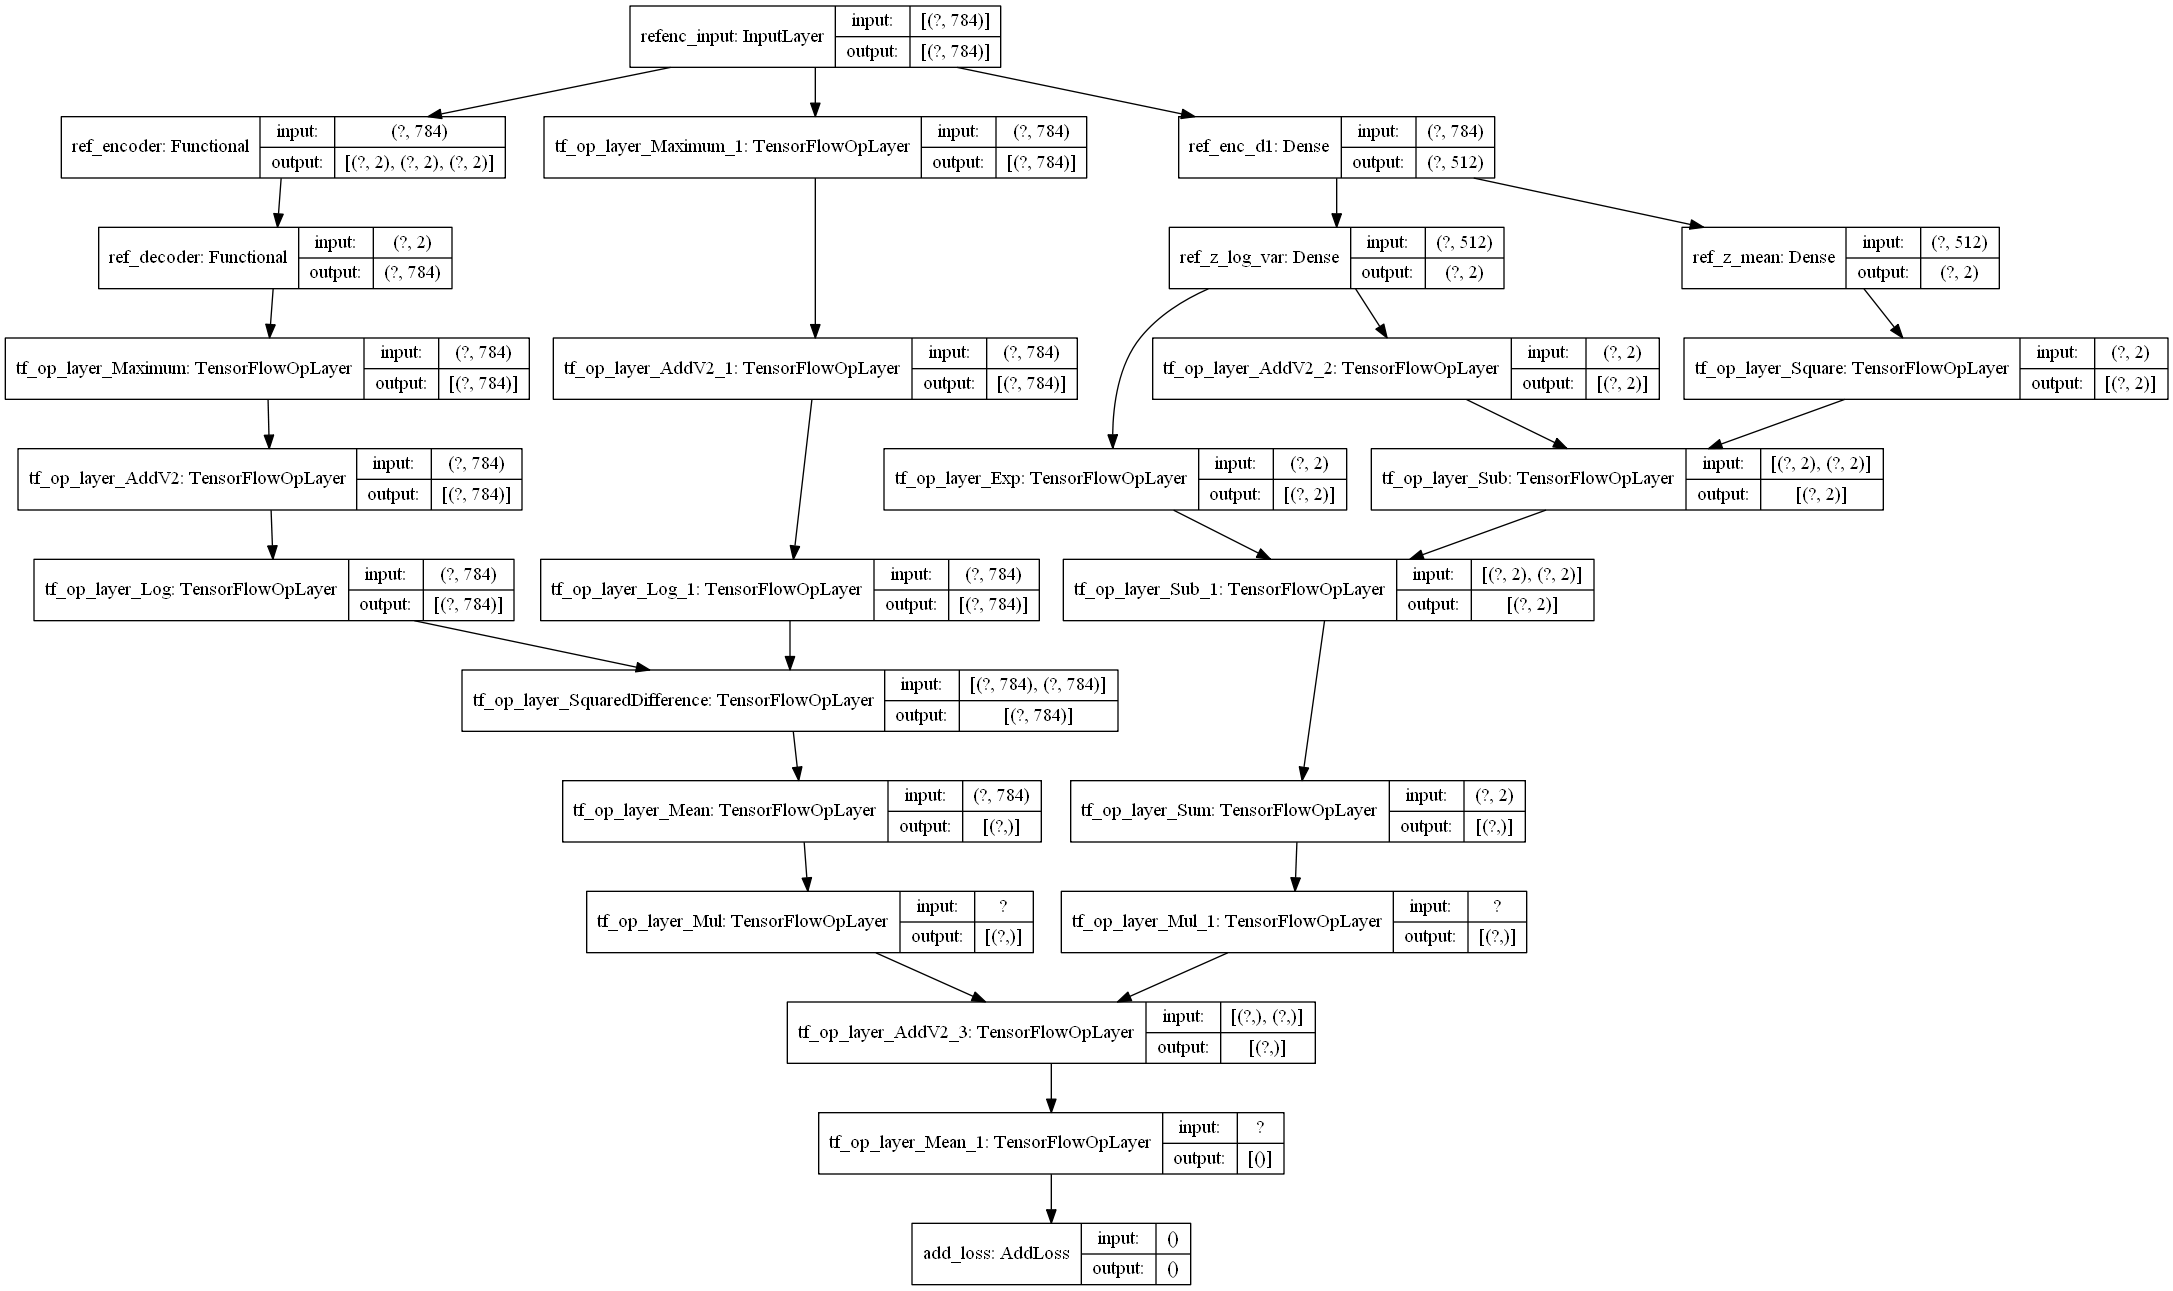 refenc_input: InputLayer
input: [(?, 784)]
output: [(?, 784)]
ref_encoder: Functional
input: (?, 784)
output: [(?, 2), (?, 2), (?, 2)]
tf_op_layer_Maximum_1: TensorFlowOpLayer
input: (?, 784)
output: [(?, 784)]
ref_enc_d1: Dense
input: (?, 784)
output: (?, 512)
ref_decoder: Functional
input: (?, 2)
output: (?, 784)
ref_z_log_var: Dense
input: (?, 512)
output: (?, 2)
ref_z_mean: Dense
input: (?, 512)
output: (?, 2)
tf_op_layer_Maximum: TensorFlowOpLayer
input: (?, 784)
output: [(?, 784)]
tf_op_layer_AddV2_1: TensorFlowOpLayer
input: (?, 784)
output: [(?, 784)]
tf_op_layer_AddV2_2: TensorFlowOpLayer
input: (?, 2)
output: [(?, 2)]
tf_op_layer_Square: TensorFlowOpLayer
input: (?, 2)
output: [(?, 2)]
tf_op_layer_AddV2: TensorFlowOpLayer
input: (?, 784)
output: [(?, 784)]
tf_op_layer_Exp: TensorFlowOpLayer
input: (?, 2)
output: [(?, 2)]
tf_op_layer_Sub: TensorFlowOpLayer
input: [(?, 2), (?, 2)]
output: [(?, 2)]
tf_op_layer_Log: TensorFlowOpLayer
input: (?, 784)
output: [(?, 784)]
tf_op_layer_Log_1: TensorFlowOpLayer
input: (?, 784)
output: [(?, 784)]
tf_op_layer_Sub_1: TensorFlowOpLayer
input: [(?, 2), (?, 2)]
output: [(?, 2)]
tf_op_layer_SquaredDifference: TensorFlowOpLayer
input: [(?, 784), (?, 784)]
output: [(?, 784)]
tf_op_layer_Mean: TensorFlowOpLayer
input: (?, 784)
output: [(?,)]
tf_op_layer_Sum: TensorFlowOpLayer
input: (?, 2)
output: [(?,)]
tf_op_layer_Mul: TensorFlowOpLayer
input: ?
output: [(?,)]
tf_op_layer_Mul_1: TensorFlowOpLayer
input: ?
output: [(?,)]
tf_op_layer_AddV2_3: TensorFlowOpLayer
input: [(?,), (?,)]
output: [(?,)]
tf_op_layer_Mean_1: TensorFlowOpLayer
input: ?
output: [()]
add_loss: AddLoss
input: ()
output: ()